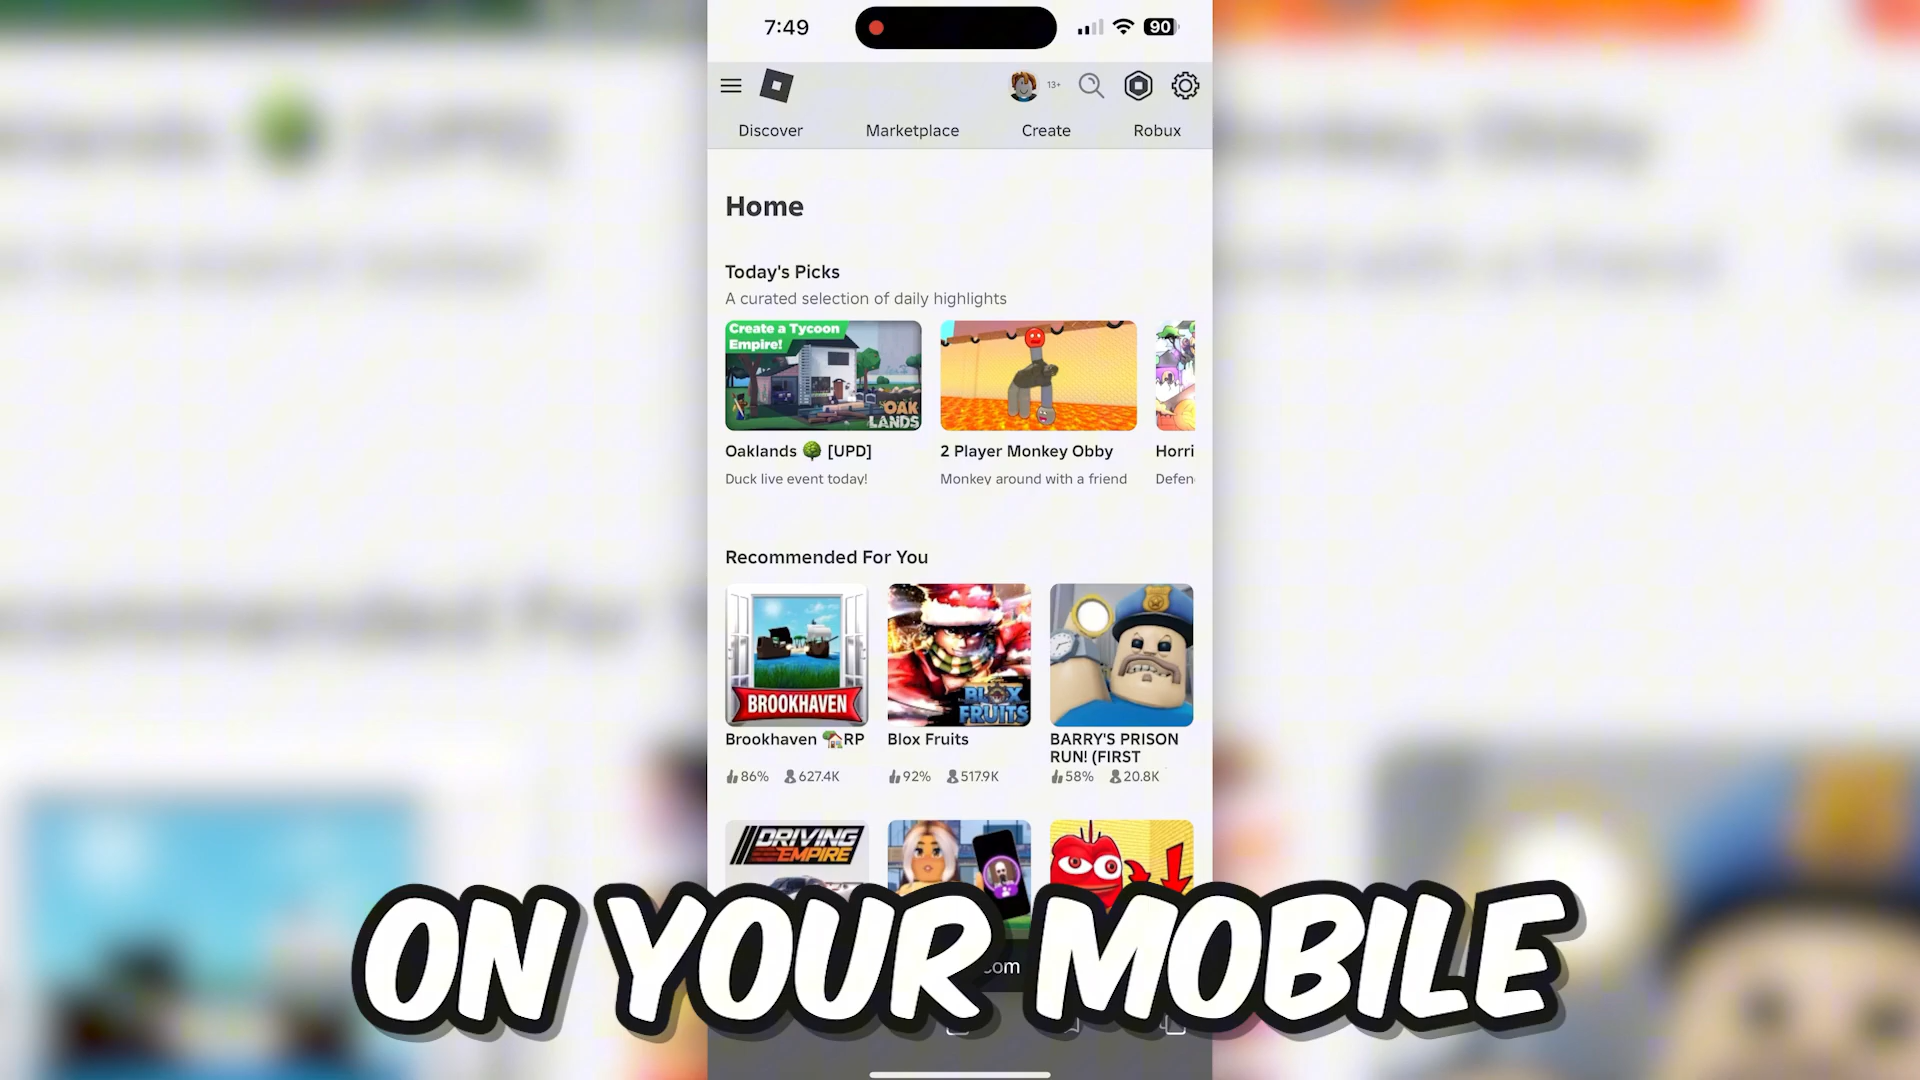 7:49
90
13+
Discover Marketplace Create Robux
Home
Today's Picks
A curated selection of daily highlights
Create a Tycoon
Empire!
OAK
LANDS
Oaklands [UPD] 2 Player Monkey Obby Horri
Duck live event today! Monkey around with a friend Defen
Recommended For You
BROOKHAVEN
BLOX
FRUITS
Brookhaven RP Blox Fruits BARRY'S PRISON
RUN! (FIRST
86% 627.4K 92% 517.9K 58% 20.8K
DRIVING
EMPIRE
.com
ON YOUR MOBILE